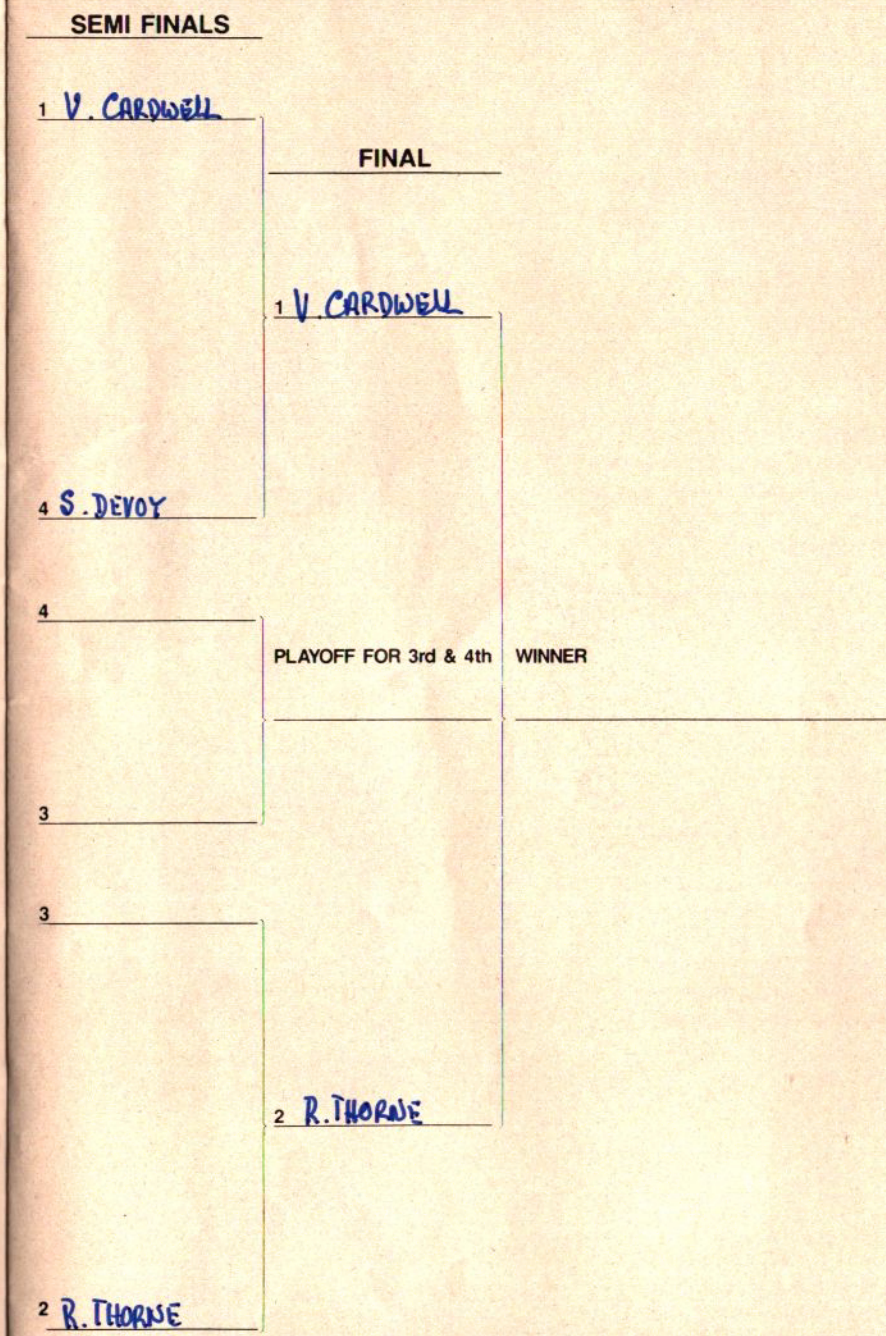 SEMI FINALS
1 V. CARDWELL
FINAL
1 V. CARDWELL
4 S. DEVOY
4
PLAYOFF FOR 3rd & 4th
WINNER
3
3
2 R. THORNE
2 R. THORNE